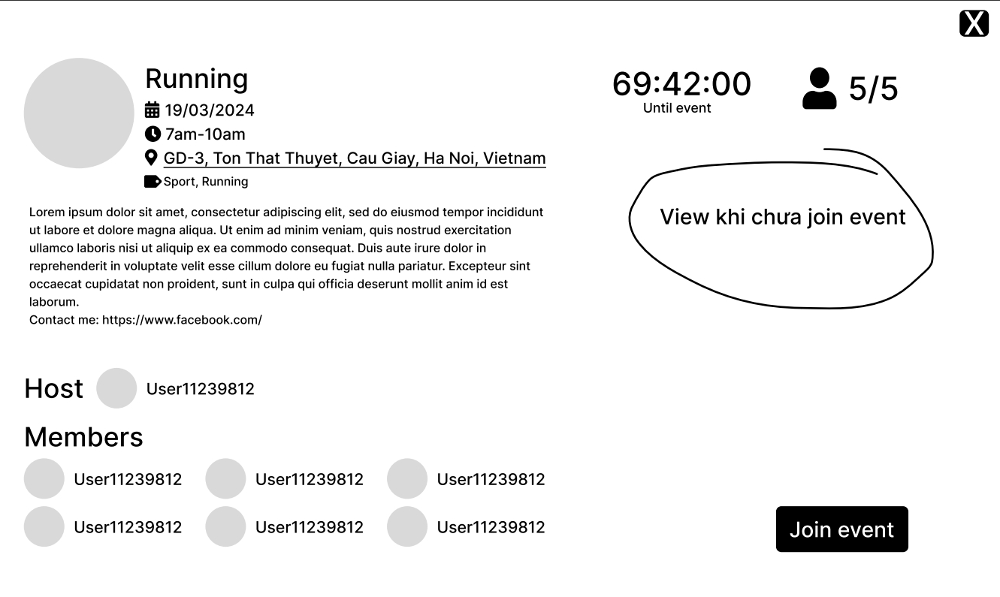 X
Running
19/03/2024
7am-10am
GD-3, Ton That Thuyet, Cau Giay, Ha Noi, Vietnam
Sport, Running
69:42:00
Until event
5/5
View khi chưa join event
Lorem ipsum dolor sit amet, consectetur adipiscing elit, sed do eiusmod tempor incididunt
ut labore et dolore magna aliqua. Ut enim ad minim veniam, quis nostrud exercitation
ullamco laboris nisi ut aliquip ex ea commodo consequat. Duis aute irure dolor in
reprehenderit in voluptate velit esse cillum dolore eu fugiat nulla pariatur. Excepteur sint
occaecat cupidatat non proident, sunt in culpa qui officia deserunt mollit anim id est
laborum.
Contact me: https://www.facebook.com/
Host
User11239812
Members
User11239812
User11239812
User11239812
User11239812
User11239812
User11239812
Join event